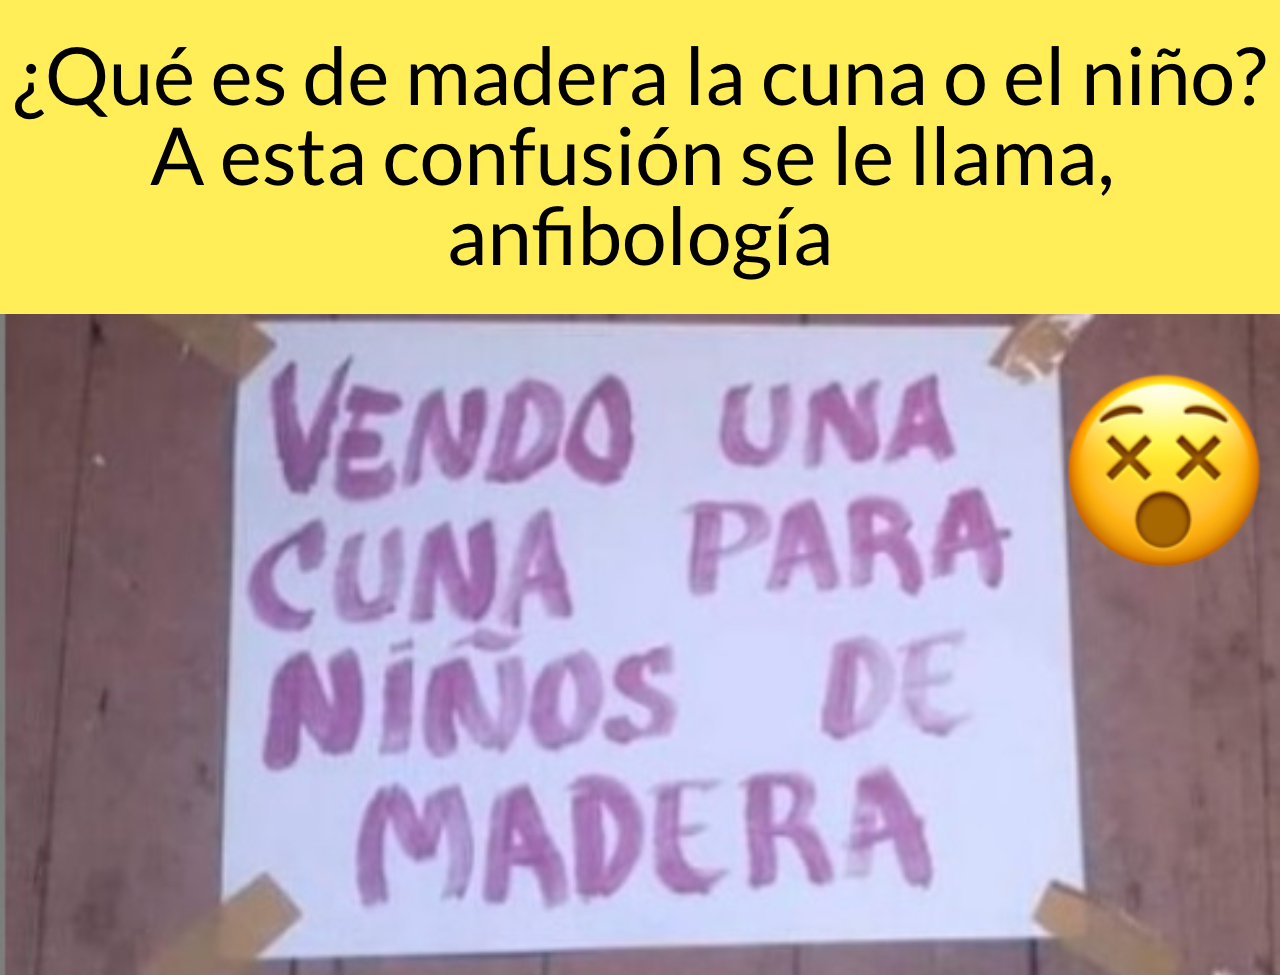 ¿Qué es de madera la cuna o el niño?
A esta confusión se le llama,
anfibología
VENDO UNA
CUNA PARA
NIÑOS DE
MADERA